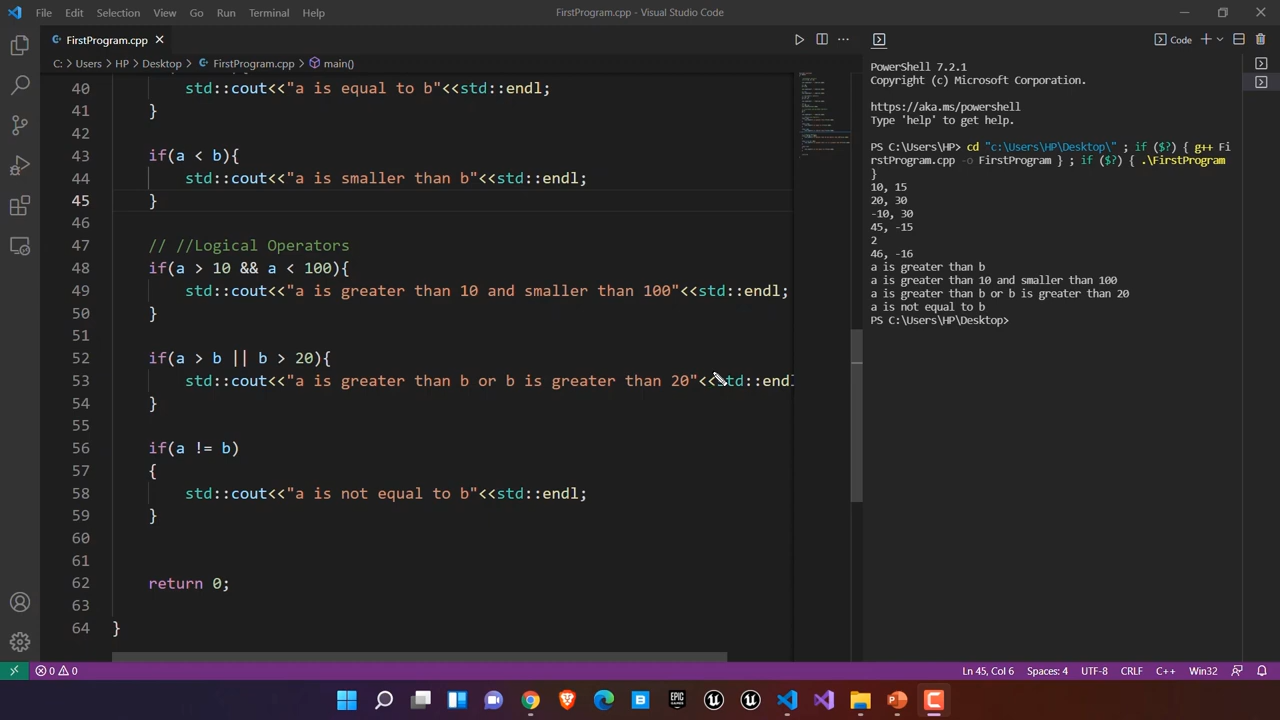 File Edit Selection View Go Run Terminal Help FirstProgram.cpp - Visual Studio Code
FirstProgram.cpp
Code
C: > Users > HP > Desktop > FirstProgram.cpp > main()
40 std::cout<<"a is equal to b"<<std::endl;
41 }
42
43 if(a < b){
44 std::cout<<"a is smaller than b"<<std::endl;
45 }
46
47 // //Logical Operators
48 if(a > 10 && a < 100){
49 std::cout<<"a is greater than 10 and smaller than 100"<<std::endl;
50 }
51
52 if(a > b || b > 20){
53 std::cout<<"a is greater than b or b is greater than 20"<<std::endl
54 }
55
56 if(a != b)
57 {
58 std::cout<<"a is not equal to b"<<std::endl;
59 }
60
61
62 return 0;
63
64 }
PowerShell 7.2.1
Copyright (c) Microsoft Corporation.
https://aka.ms/powershell
Type 'help' to get help.
PS C:\Users\HP> cd "c:\Users\HP\Desktop\" ; if ($?) { g++ Fi
rstProgram.cpp -o FirstProgram } ; if ($?) { .\FirstProgram
}
10, 15
20, 30
-10, 30
45, -15
2
46, -16
a is greater than b
a is greater than 10 and smaller than 100
a is greater than b or b is greater than 20
a is not equal to b
PS C:\Users\HP\Desktop>
0 0 Ln 45, Col 6 Spaces: 4 UTF-8 CRLF C++ Win32
EPIC GAMES